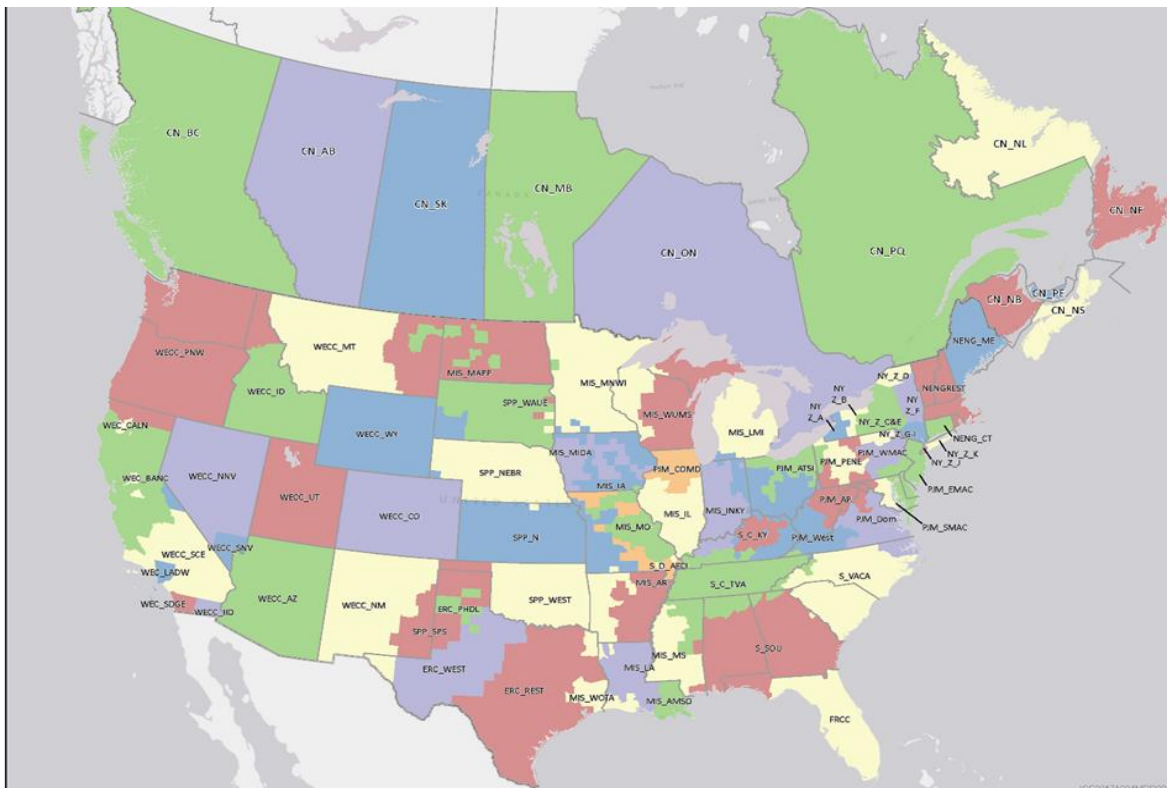 CN_BC
CN_AB
CN_SK
CN_MB
CN_ON
CN_PQ
CN_NL
CN_NF
CN_NB
CN_PE
CN_NS
CANADA
UNITED STATES
WECC_PNW
WECC_MT
WECC_ID
WECC_WY
MIS_MAPP
SPP_WAUE
MIS_MNWI
MIS_WUMS
MIS_LMI
NENG_ME
NENGREST
NENG_CT
NY_Z_D
NY
Z_B
NY
Z_A
NY
Z_F
NY_Z_C&E
NY_Z_G-I
NY_Z_K
NY_Z_J
WEC_CALN
WEC_BANC
WECC_NNV
WECC_UT
WECC_CO
SPP_NEBR
MIS_MIDA
MIS_IA
PJM_COMD
PJM_ATSI
PJM_PENE
PJM_WMAC
PJM_EMAC
PJM_SMAC
PJM_AP
PJM_Dom
PJM_West
MIS_INKY
MIS_IL
MIS_MO
SPP_N
S_C_KY
S_D_AECI
S_C_TVA
S_VACA
WECC_SCE
WECC_SNV
WEC_LADW
WEC_SDGE
WECC_IID
WECC_AZ
WECC_NM
ERC_PHDL
SPP_SPS
SPP_WEST
MIS_AR
ERC_WEST
ERC_REST
MIS_WOTA
MIS_LA
MIS_MS
MIS_AMSO
S_SOU
FRCC